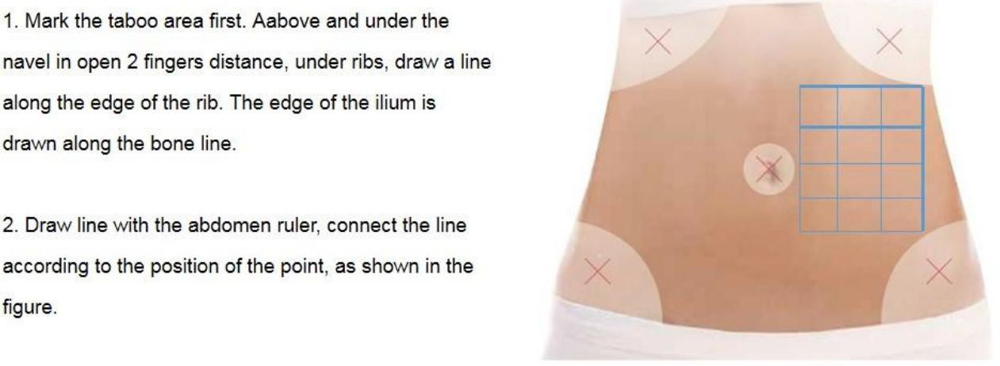 1. Mark the taboo area first. Aabove and under the
navel in open 2 fingers distance, under ribs, draw a line
along the edge of the rib. The edge of the ilium is
drawn along the bone line.
2. Draw line with the abdomen ruler, connect the line
according to the position of the point, as shown in the
figure.